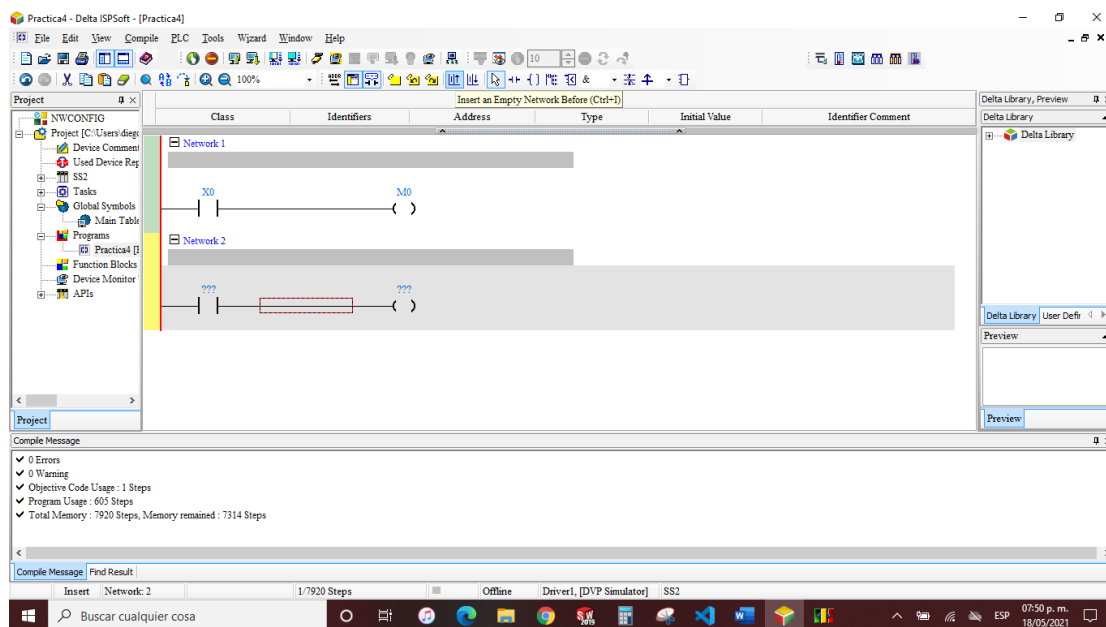 Practica4 - Delta ISPSoft - [Practica4]
File Edit View Compile PLC Tools Wizard Window Help
10
100%
&
Project
Insert an Empty Network Before (Ctrl+I)
Delta Library, Preview
NWCONFIG
Project [C:\Users\dieg
Device Commen
Used Device Rep
SS2
Tasks
Global Symbols
Main Table
Programs
Practica4 [
Function Blocks
Device Monitor
APIs
Project
Class Identifiers Address Type Initial Value Identifier Comment
Network 1
X0 M0
Network 2
??? ???
Delta Library
Delta Library
Delta Library User Defir
Preview
Preview
Compile Message
0 Errors
0 Warning
Objective Code Usage : 1 Steps
Program Usage : 605 Steps
Total Memory : 7920 Steps, Memory remained : 7314 Steps
Compile Message Find Result
Insert Network: 2 1/7920 Steps Offline Driver1, [DVP Simulator] SS2
Buscar cualquier cosa
SW
2019
W
ESP
07:50 p. m.
18/05/2021